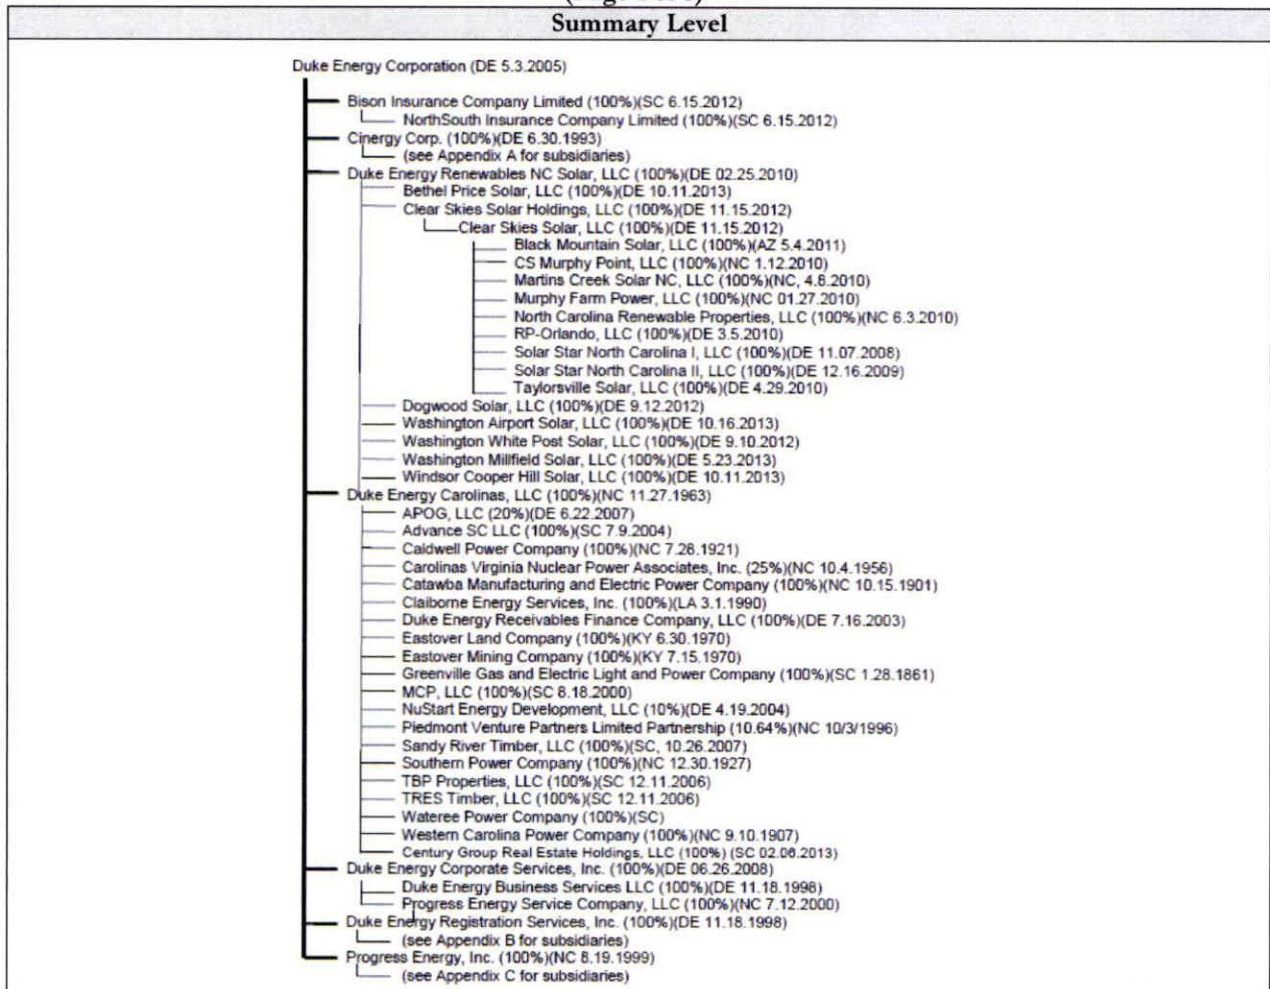 Summary Level
Duke Energy Corporation (DE 5.3.2005)
Bison Insurance Company Limited (100%)(SC 6.15.2012)
NorthSouth Insurance Company Limited (100%)(SC 6.15.2012)
Cinergy Corp. (100%)(DE 6.30.1993)
(see Appendix A for subsidiaries)
Duke Energy Renewables NC Solar, LLC (100%)(DE 02.25.2010)
Bethel Price Solar, LLC (100%)(DE 10.11.2013)
Clear Skies Solar Holdings, LLC (100%)(DE 11.15.2012)
Clear Skies Solar, LLC (100%)(DE 11.15.2012)
Black Mountain Solar, LLC (100%)(AZ 5.4.2011)
CS Murphy Point, LLC (100%)(NC 1.12.2010)
Martins Creek Solar NC, LLC (100%)(NC, 4.8.2010)
Murphy Farm Power, LLC (100%)(NC 01.27.2010)
North Carolina Renewable Properties, LLC (100%)(NC 6.3.2010)
RP-Orlando, LLC (100%)(DE 3.5.2010)
Solar Star North Carolina I, LLC (100%)(DE 11.07.2008)
Solar Star North Carolina II, LLC (100%)(DE 12.16.2009)
Taylorsville Solar, LLC (100%)(DE 4.29.2010)
Dogwood Solar, LLC (100%)(DE 9.12.2012)
Washington Airport Solar, LLC (100%)(DE 10.16.2013)
Washington White Post Solar, LLC (100%)(DE 9.10.2012)
Washington Millfield Solar, LLC (100%)(DE 5.23.2013)
Windsor Cooper Hill Solar, LLC (100%)(DE 10.11.2013)
Duke Energy Carolinas, LLC (100%)(NC 11.27.1963)
APOG, LLC (20%)(DE 6.22.2007)
Advance SC LLC (100%)(SC 7.9.2004)
Caldwell Power Company (100%)(NC 7.26.1921)
Carolinas Virginia Nuclear Power Associates, Inc. (25%)(NC 10.4.1956)
Catawba Manufacturing and Electric Power Company (100%)(NC 10.15.1901)
Claiborne Energy Services, Inc. (100%)(LA 3.1.1990)
Duke Energy Receivables Finance Company, LLC (100%)(DE 7.16.2003)
Eastover Land Company (100%)(KY 6.30.1970)
Eastover Mining Company (100%)(KY 7.15.1970)
Greenville Gas and Electric Light and Power Company (100%)(SC 1.28.1861)
MCP, LLC (100%)(SC 8.18.2000)
NuStart Energy Development, LLC (10%)(DE 4.19.2004)
Piedmont Venture Partners Limited Partnership (10.64%)(NC 10/3/1996)
Sandy River Timber, LLC (100%)(SC, 10.26.2007)
Southern Power Company (100%)(NC 12.30.1927)
TBP Properties, LLC (100%)(SC 12.11.2006)
TRES Timber, LLC (100%)(SC 12.11.2006)
Wateree Power Company (100%)(SC)
Western Carolina Power Company (100%)(NC 9.10.1907)
Century Group Real Estate Holdings, LLC (100%) (SC 02.06.2013)
Duke Energy Corporate Services, Inc. (100%)(DE 06.26.2008)
Duke Energy Business Services LLC (100%)(DE 11.18.1998)
Progress Energy Service Company, LLC (100%)(NC 7.12.2000)
Duke Energy Registration Services, Inc. (100%)(DE 11.18.1998)
(see Appendix B for subsidiaries)
Progress Energy, Inc. (100%)(NC 8.19.1999)
(see Appendix C for subsidiaries)